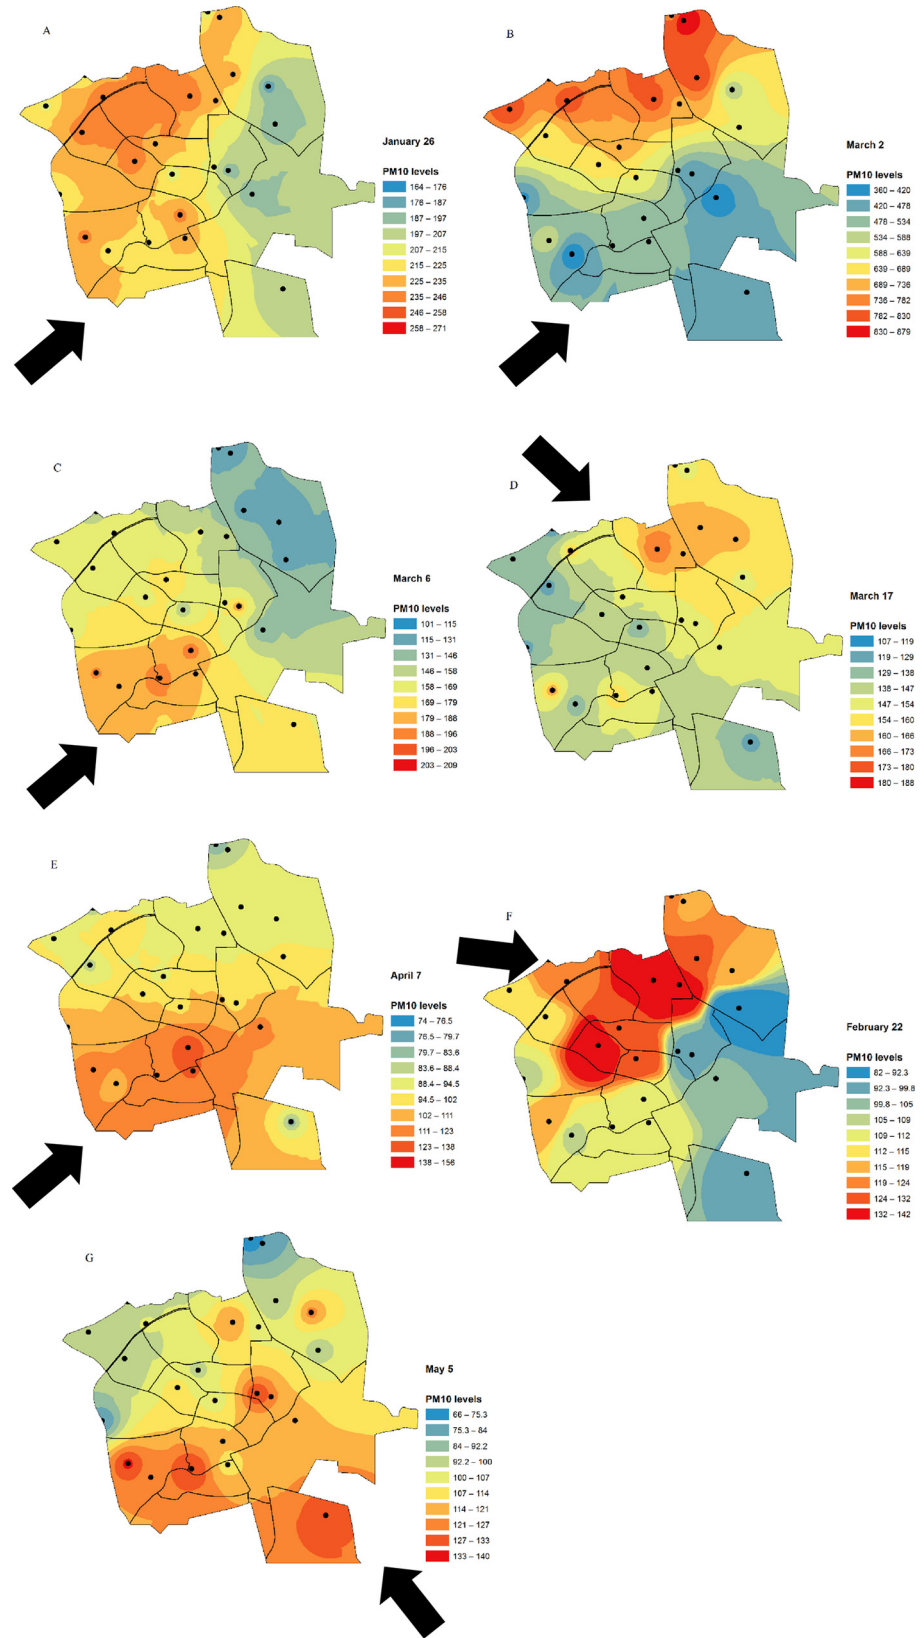 A
January 26
PM10 levels
164 – 176
176 – 187
187 – 197
197 – 207
207 – 215
215 – 225
225 – 235
235 – 246
246 – 258
258 – 271
B
March 2
PM10 levels
360 – 420
420 – 478
478 – 534
534 – 588
588 – 639
639 – 689
689 – 736
736 – 782
782 – 830
830 – 879
C
March 6
PM10 levels
101 – 115
115 – 131
131 – 146
146 – 158
158 – 169
169 – 179
179 – 188
188 – 196
196 – 203
203 – 209
D
March 17
PM10 levels
107 – 119
119 – 129
129 – 138
138 – 147
147 – 154
154 – 160
160 – 166
166 – 173
173 – 180
180 – 188
E
April 7
PM10 levels
74 – 76.5
76.5 – 79.7
79.7 – 83.6
83.6 – 88.4
88.4 – 94.5
94.5 – 102
102 – 111
111 – 123
123 – 138
138 – 156
F
February 22
PM10 levels
82 – 92.3
92.3 – 99.8
99.8 – 105
105 – 109
109 – 112
112 – 115
115 – 119
119 – 124
124 – 132
132 – 142
G
May 5
PM10 levels
66 – 75.3
75.3 – 84
84 – 92.2
92.2 – 100
100 – 107
107 – 114
114 – 121
121 – 127
127 – 133
133 – 140